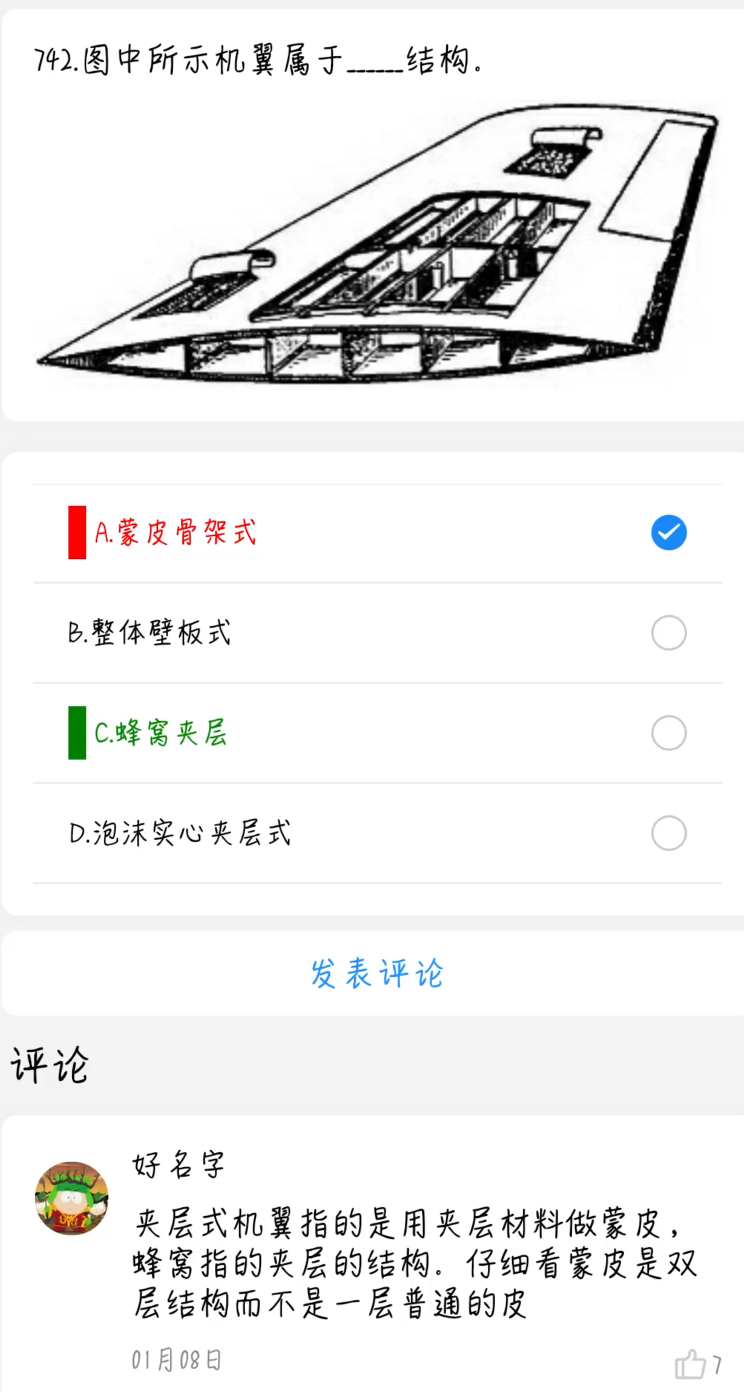 742.图中所示机翼属于______结构。
A.蒙皮骨架式
B.整体壁板式
C.蜂窝夹层
D.泡沫实心夹层式
发表评论
评论
好名字
夹层式机翼指的是用夹层材料做蒙皮，
蜂窝指的夹层的结构。仔细看蒙皮是双
层结构而不是一层普通的皮
01月08日
7